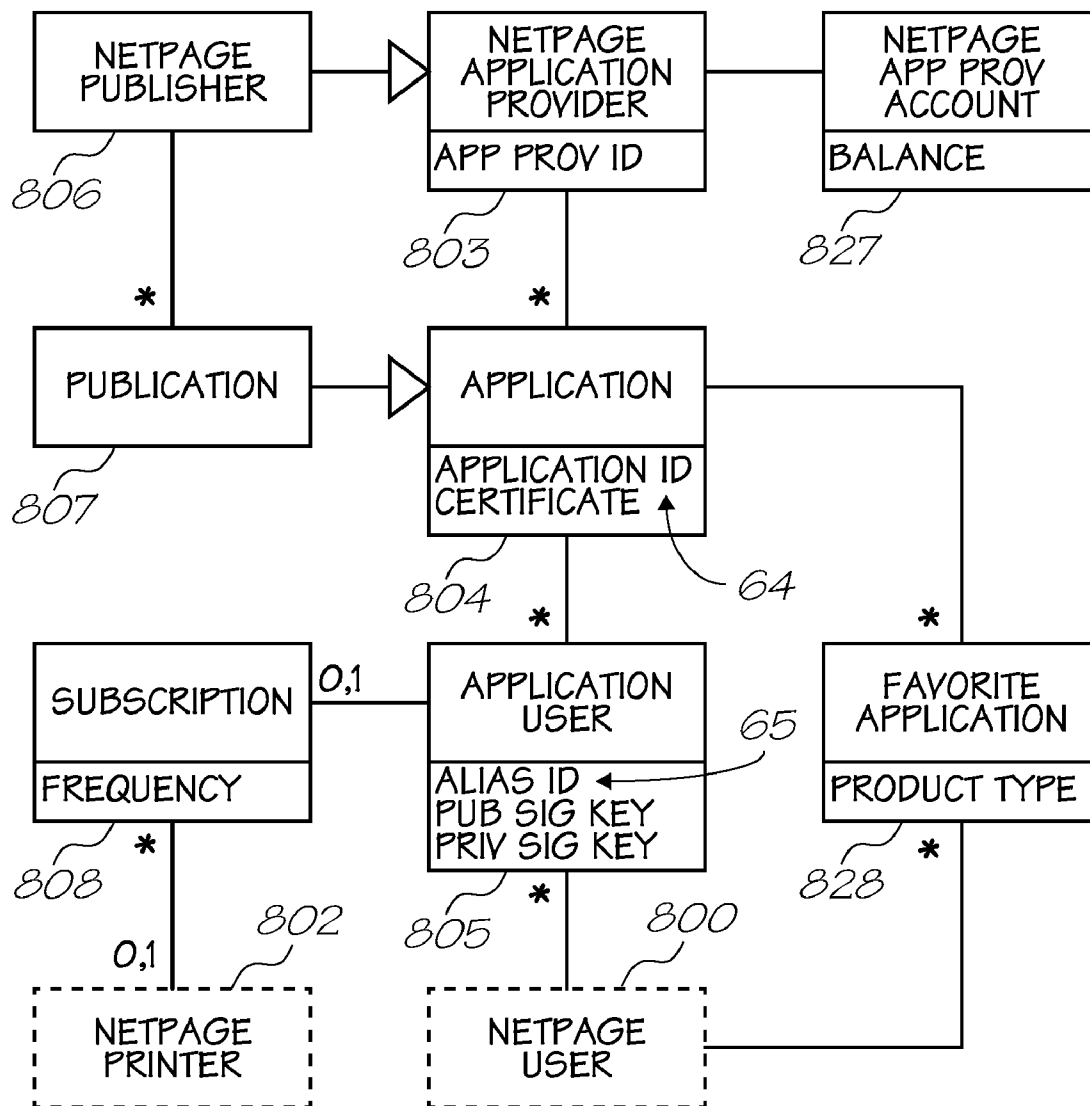 NETPAGE
PUBLISHER
806
NETPAGE
APPLICATION
PROVIDER
APP PROV ID
803
NETPAGE
APP PROV
ACCOUNT
BALANCE
827
*
*
PUBLICATION
807
APPLICATION
APPLICATION ID
CERTIFICATE
64
804
*
*
SUBSCRIPTION
FREQUENCY
0,1
808
*
APPLICATION
USER
65
ALIAS ID
PUB SIG KEY
PRIV SIG KEY
805
*
FAVORITE
APPLICATION
PRODUCT TYPE
828
*
802
0,1
NETPAGE
PRINTER
800
NETPAGE
USER